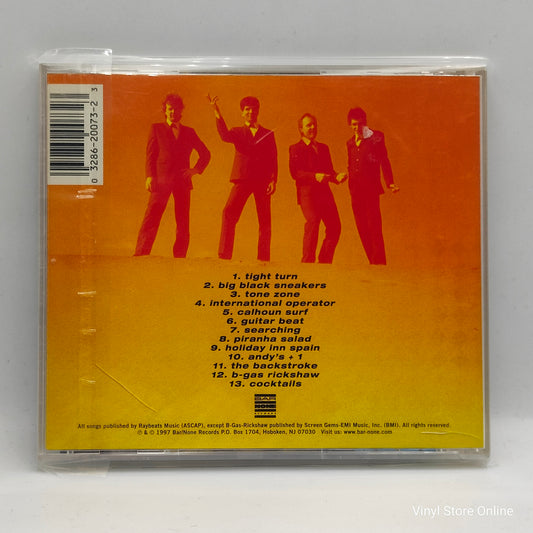 0 3286-20073-2 3
1. tight turn
2. big black sneakers
3. tone zone
4. international operator
5. calhoun surf
6. guitar beat
7. searching
8. piranha salad
9. holiday inn spain
10. andy's + 1
11. the backstroke
12. b-gas rickshaw
13. cocktails
BAR
NONE
RECORDS
All songs published by Raybeats Music (ASCAP), except B-Gas-Rickshaw published by Screen Gems-EMI Music, Inc. (BMI). All rights reserved.
℗ & © 1997 Bar/None Records P.O. Box 1704, Hoboken, NJ 07030 Visit us: www.bar-none.com
Vinyl Store Online